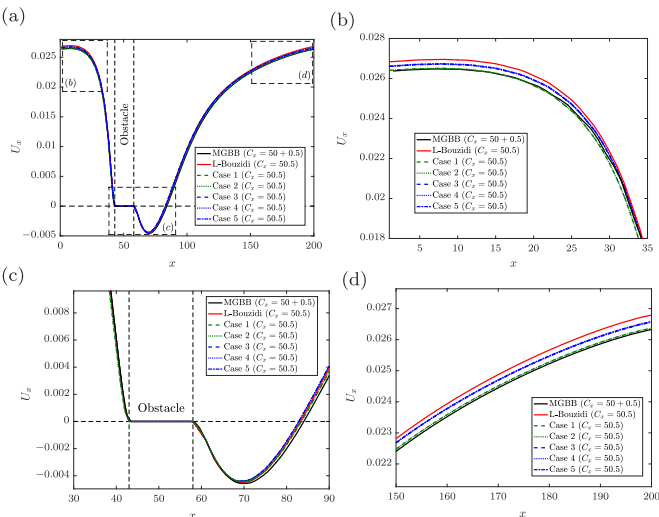 (a)
0.025
0.02
0.015
0.01
0.005
0
−0.005
U_x
0
50
100
150
200
x
(b)
(c)
(d)
Obstacle
MGBB (C_x = 50 + 0.5)
L-Bouzidi (C_x = 50.5)
Case 1 (C_x = 50.5)
Case 2 (C_x = 50.5)
Case 3 (C_x = 50.5)
Case 4 (C_x = 50.5)
Case 5 (C_x = 50.5)
(b)
0.028
0.026
0.024
0.022
0.02
0.018
U_x
5
10
15
20
25
30
35
x
MGBB (C_x = 50 + 0.5)
L-Bouzidi (C_x = 50.5)
Case 1 (C_x = 50.5)
Case 2 (C_x = 50.5)
Case 3 (C_x = 50.5)
Case 4 (C_x = 50.5)
Case 5 (C_x = 50.5)
(c)
0.008
0.006
0.004
0.002
0
−0.002
−0.004
U_x
30
40
50
60
70
80
90
x
Obstacle
MGBB (C_x = 50 + 0.5)
L-Bouzidi (C_x = 50.5)
Case 1 (C_x = 50.5)
Case 2 (C_x = 50.5)
Case 3 (C_x = 50.5)
Case 4 (C_x = 50.5)
Case 5 (C_x = 50.5)
(d)
0.027
0.026
0.025
0.024
0.023
0.022
U_x
150
160
170
180
190
200
x
MGBB (C_x = 50 + 0.5)
L-Bouzidi (C_x = 50.5)
Case 1 (C_x = 50.5)
Case 2 (C_x = 50.5)
Case 3 (C_x = 50.5)
Case 4 (C_x = 50.5)
Case 5 (C_x = 50.5)